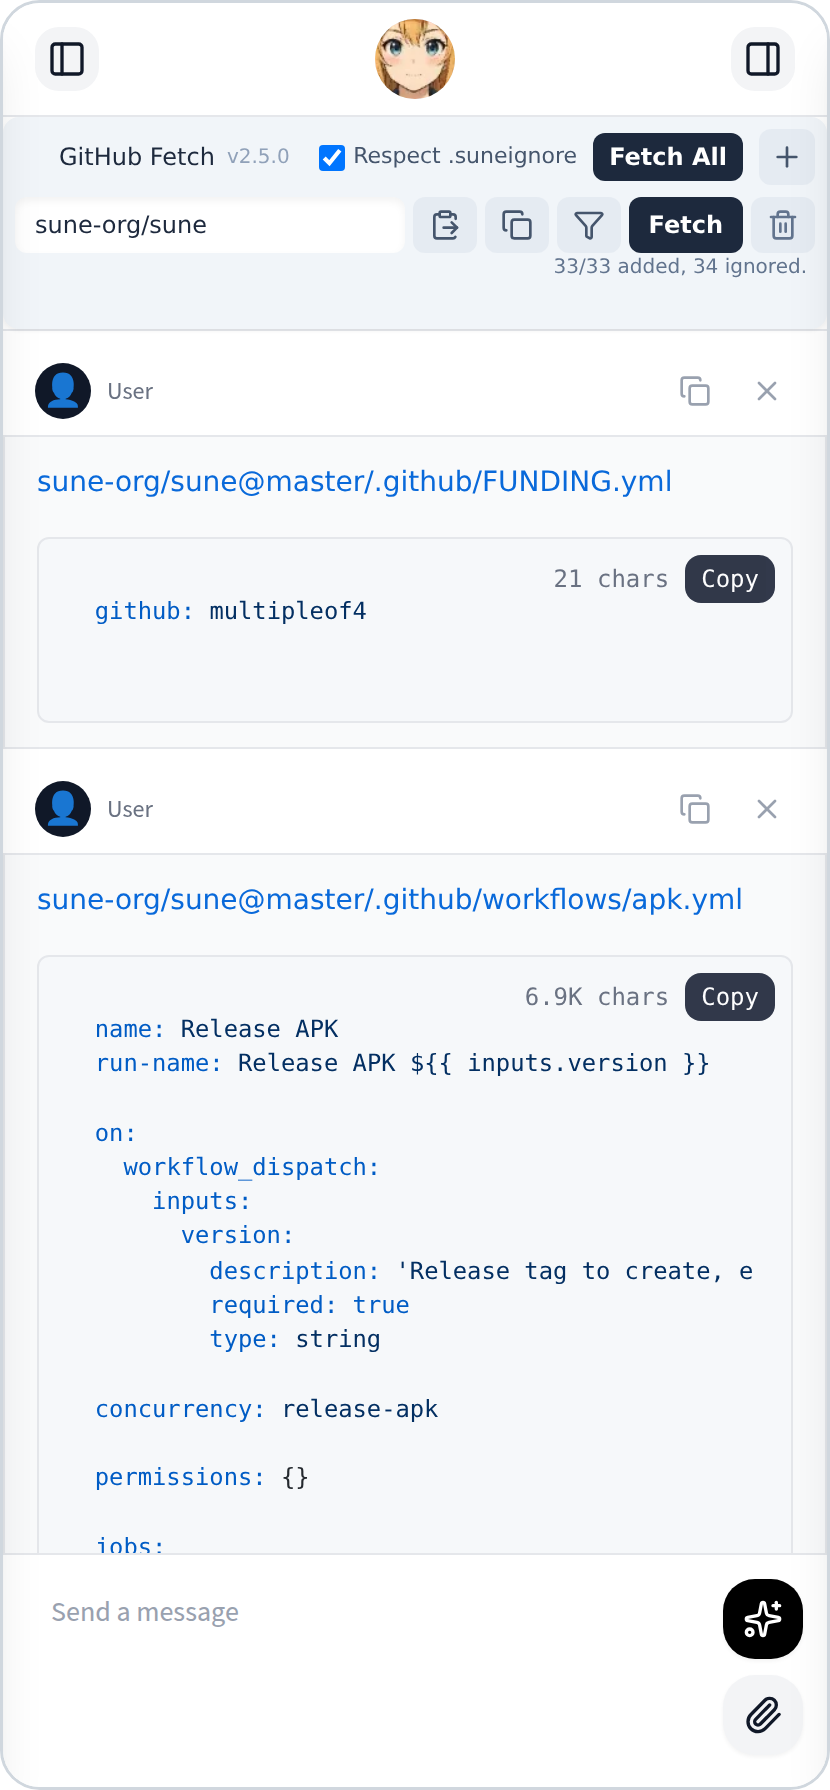 GitHub Fetch v2.5.0 Respect .suneignore Fetch All
sune-org/sune Fetch
33/33 added, 34 ignored.
User
sune-org/sune@master/.github/FUNDING.yml
21 chars Copy
github: multipleof4
User
sune-org/sune@master/.github/workflows/apk.yml
6.9K chars Copy
name: Release APK
run-name: Release APK ${{ inputs.version }}
on:
workflow_dispatch:
inputs:
version:
description: 'Release tag to create, e
required: true
type: string
concurrency: release-apk
permissions: {}
jobs:
Send a message